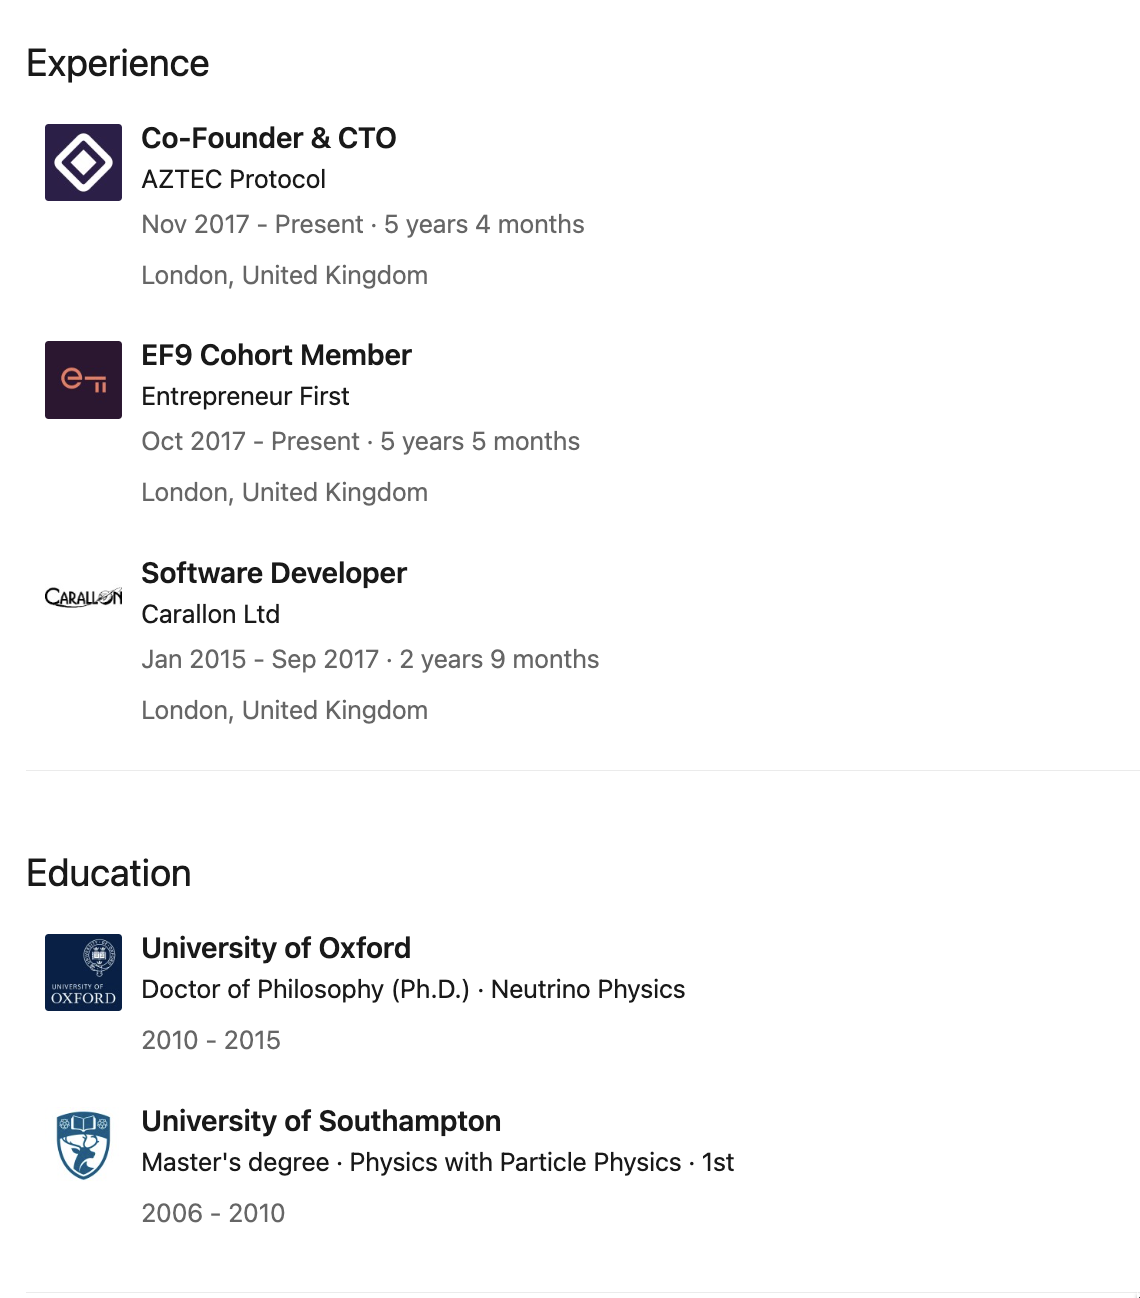 Experience
Co-Founder & CTO
AZTEC Protocol
Nov 2017 - Present · 5 years 4 months
London, United Kingdom
EF9 Cohort Member
Entrepreneur First
Oct 2017 - Present · 5 years 5 months
London, United Kingdom
CARALLON
Software Developer
Carallon Ltd
Jan 2015 - Sep 2017 · 2 years 9 months
London, United Kingdom
Education
UNIVERSITY OF
OXFORD
University of Oxford
Doctor of Philosophy (Ph.D.) · Neutrino Physics
2010 - 2015
University of Southampton
Master's degree · Physics with Particle Physics · 1st
2006 - 2010